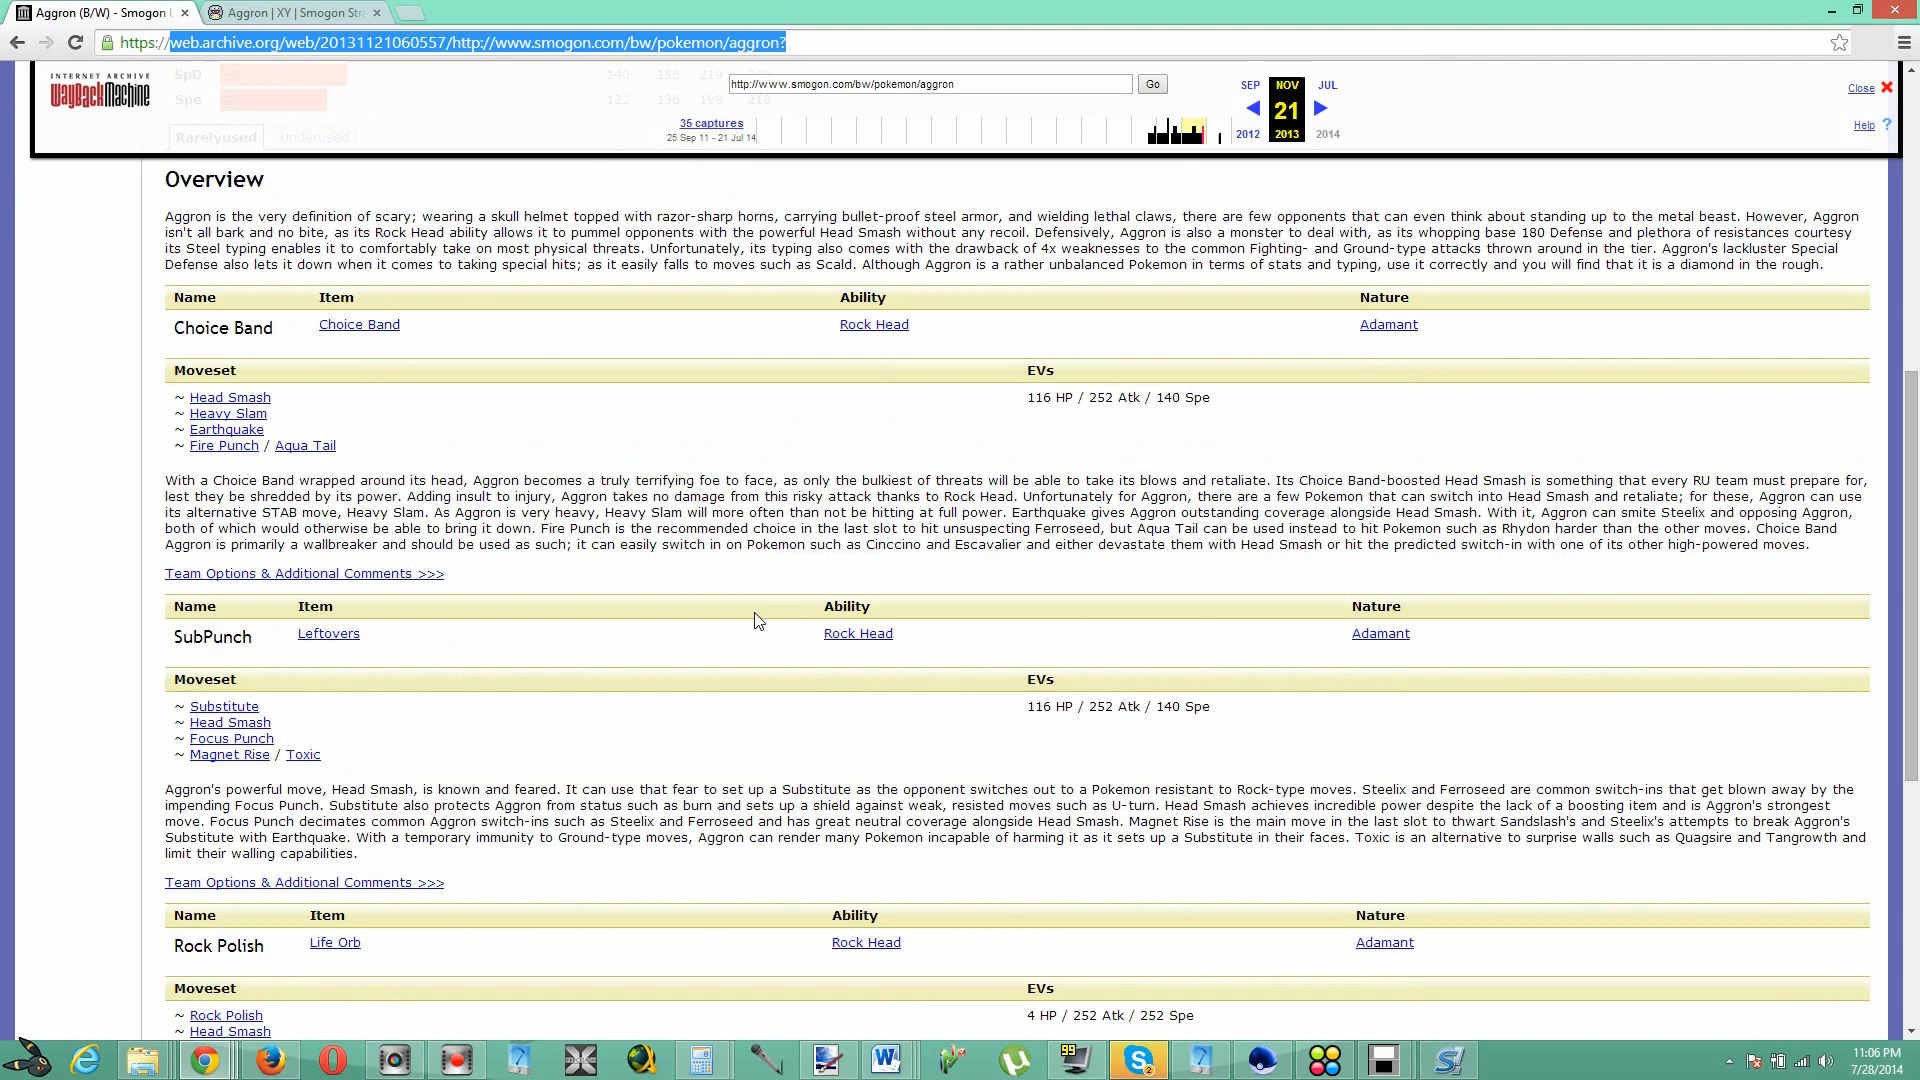 Aggron (B/W) - Smogon U
Aggron | XY | Smogon Stra
https://web.archive.org/web/20131121060557/http://www.smogon.com/bw/pokemon/aggron?
INTERNET ARCHIVE
WayBackMachine
SpD
140 156 219
Spe
122 136 199 218
Rarelyused Underused
http://www.smogon.com/bw/pokemon/aggron
Go
35 captures
25 Sep 11 - 21 Jul 14
SEP NOV JUL
21
2012 2013 2014
Close
Help ?
Overview
Aggron is the very definition of scary; wearing a skull helmet topped with razor-sharp horns, carrying bullet-proof steel armor, and wielding lethal claws, there are few opponents that can even think about standing up to the metal beast. However, Aggron
isn't all bark and no bite, as its Rock Head ability allows it to pummel opponents with the powerful Head Smash without any recoil. Defensively, Aggron is also a monster to deal with, as its whopping base 180 Defense and plethora of resistances courtesy
its Steel typing enables it to comfortably take on most physical threats. Unfortunately, its typing also comes with the drawback of 4x weaknesses to the common Fighting- and Ground-type attacks thrown around in the tier. Aggron's lackluster Special
Defense also lets it down when it comes to taking special hits; as it easily falls to moves such as Scald. Although Aggron is a rather unbalanced Pokemon in terms of stats and typing, use it correctly and you will find that it is a diamond in the rough.
Name Item Ability Nature
Choice Band Choice Band Rock Head Adamant
Moveset EVs
~ Head Smash 116 HP / 252 Atk / 140 Spe
~ Heavy Slam
~ Earthquake
~ Fire Punch / Aqua Tail
With a Choice Band wrapped around its head, Aggron becomes a truly terrifying foe to face, as only the bulkiest of threats will be able to take its blows and retaliate. Its Choice Band-boosted Head Smash is something that every RU team must prepare for,
lest they be shredded by its power. Adding insult to injury, Aggron takes no damage from this risky attack thanks to Rock Head. Unfortunately for Aggron, there are a few Pokemon that can switch into Head Smash and retaliate; for these, Aggron can use
its alternative STAB move, Heavy Slam. As Aggron is very heavy, Heavy Slam will more often than not be hitting at full power. Earthquake gives Aggron outstanding coverage alongside Head Smash. With it, Aggron can smite Steelix and opposing Aggron,
both of which would otherwise be able to bring it down. Fire Punch is the recommended choice in the last slot to hit unsuspecting Ferroseed, but Aqua Tail can be used instead to hit Pokemon such as Rhydon harder than the other moves. Choice Band
Aggron is primarily a wallbreaker and should be used as such; it can easily switch in on Pokemon such as Cinccino and Escavalier and either devastate them with Head Smash or hit the predicted switch-in with one of its other high-powered moves.
Team Options & Additional Comments >>>
Name Item Ability Nature
SubPunch Leftovers Rock Head Adamant
Moveset EVs
~ Substitute 116 HP / 252 Atk / 140 Spe
~ Head Smash
~ Focus Punch
~ Magnet Rise / Toxic
Aggron's powerful move, Head Smash, is known and feared. It can use that fear to set up a Substitute as the opponent switches out to a Pokemon resistant to Rock-type moves. Steelix and Ferroseed are common switch-ins that get blown away by the
impending Focus Punch. Substitute also protects Aggron from status such as burn and sets up a shield against weak, resisted moves such as U-turn. Head Smash achieves incredible power despite the lack of a boosting item and is Aggron's strongest
move. Focus Punch decimates common Aggron switch-ins such as Steelix and Ferroseed and has great neutral coverage alongside Head Smash. Magnet Rise is the main move in the last slot to thwart Sandslash's and Steelix's attempts to break Aggron's
Substitute with Earthquake. With a temporary immunity to Ground-type moves, Aggron can render many Pokemon incapable of harming it as it sets up a Substitute in their faces. Toxic is an alternative to surprise walls such as Quagsire and Tangrowth and
limit their walling capabilities.
Team Options & Additional Comments >>>
Name Item Ability Nature
Rock Polish Life Orb Rock Head Adamant
Moveset EVs
~ Rock Polish 4 HP / 252 Atk / 252 Spe
~ Head Smash
11:06 PM
7/28/2014